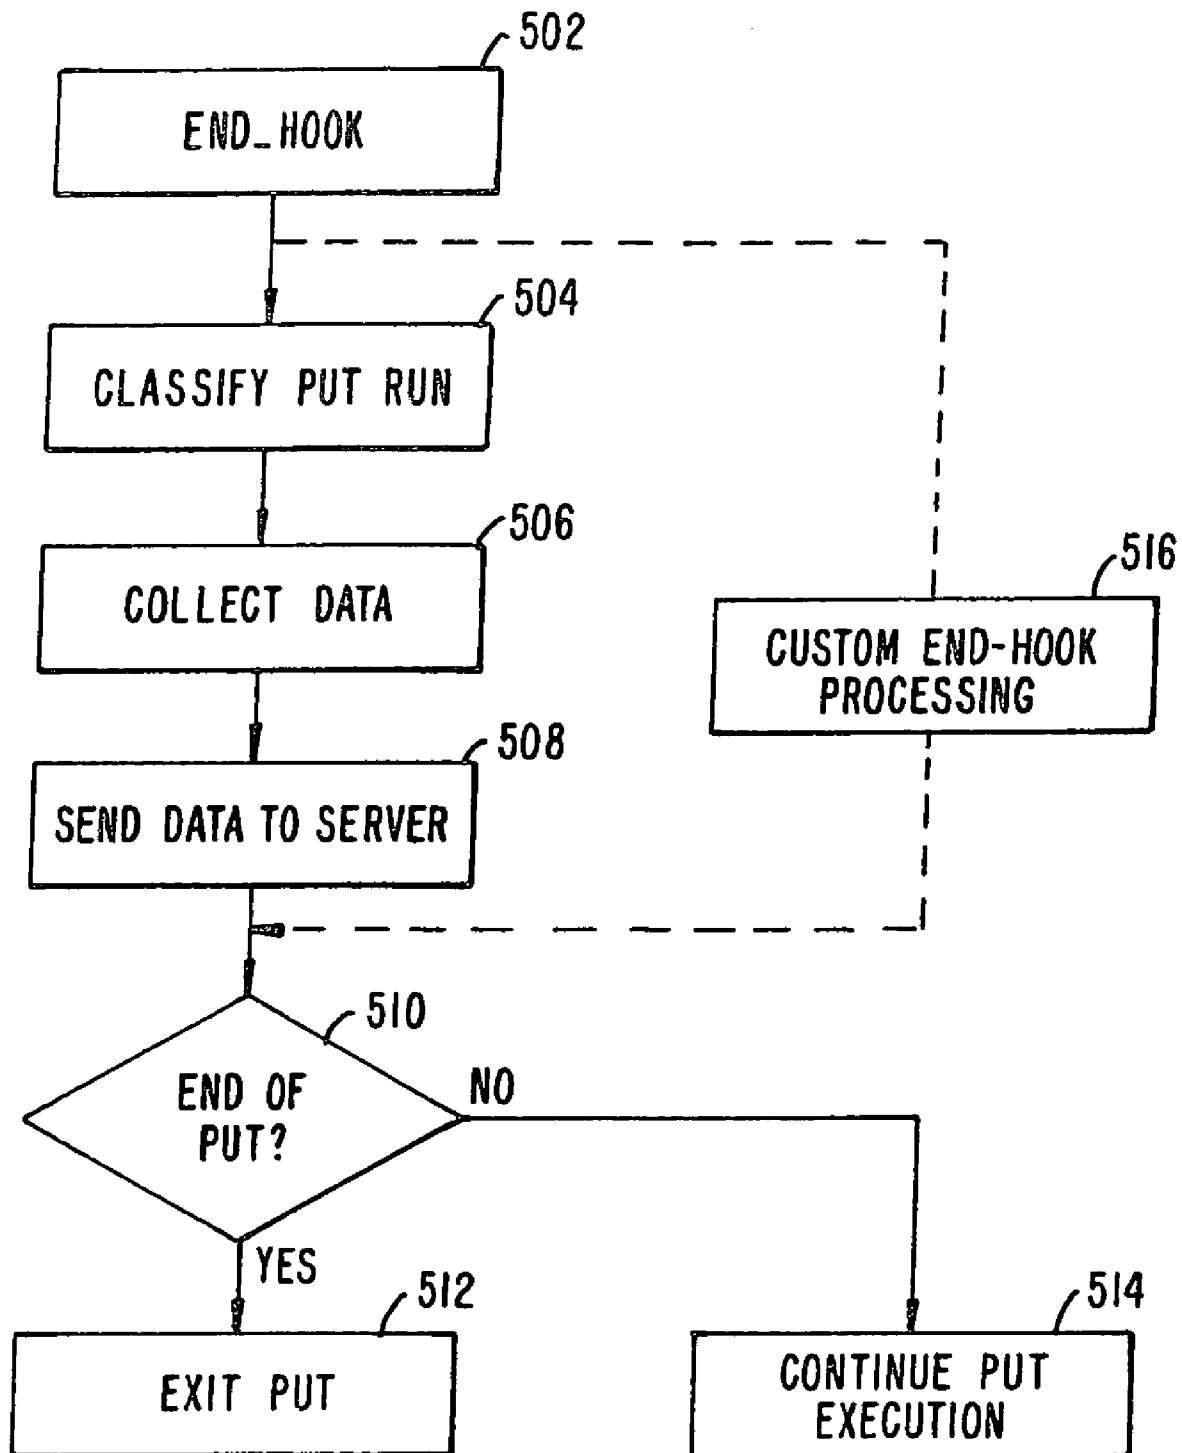 502
END_HOOK
504
CLASSIFY PUT RUN
506
COLLECT DATA
516
CUSTOM END-HOOK
PROCESSING
508
SEND DATA TO SERVER
510
END OF
PUT?
NO
YES
512
EXIT PUT
514
CONTINUE PUT
EXECUTION